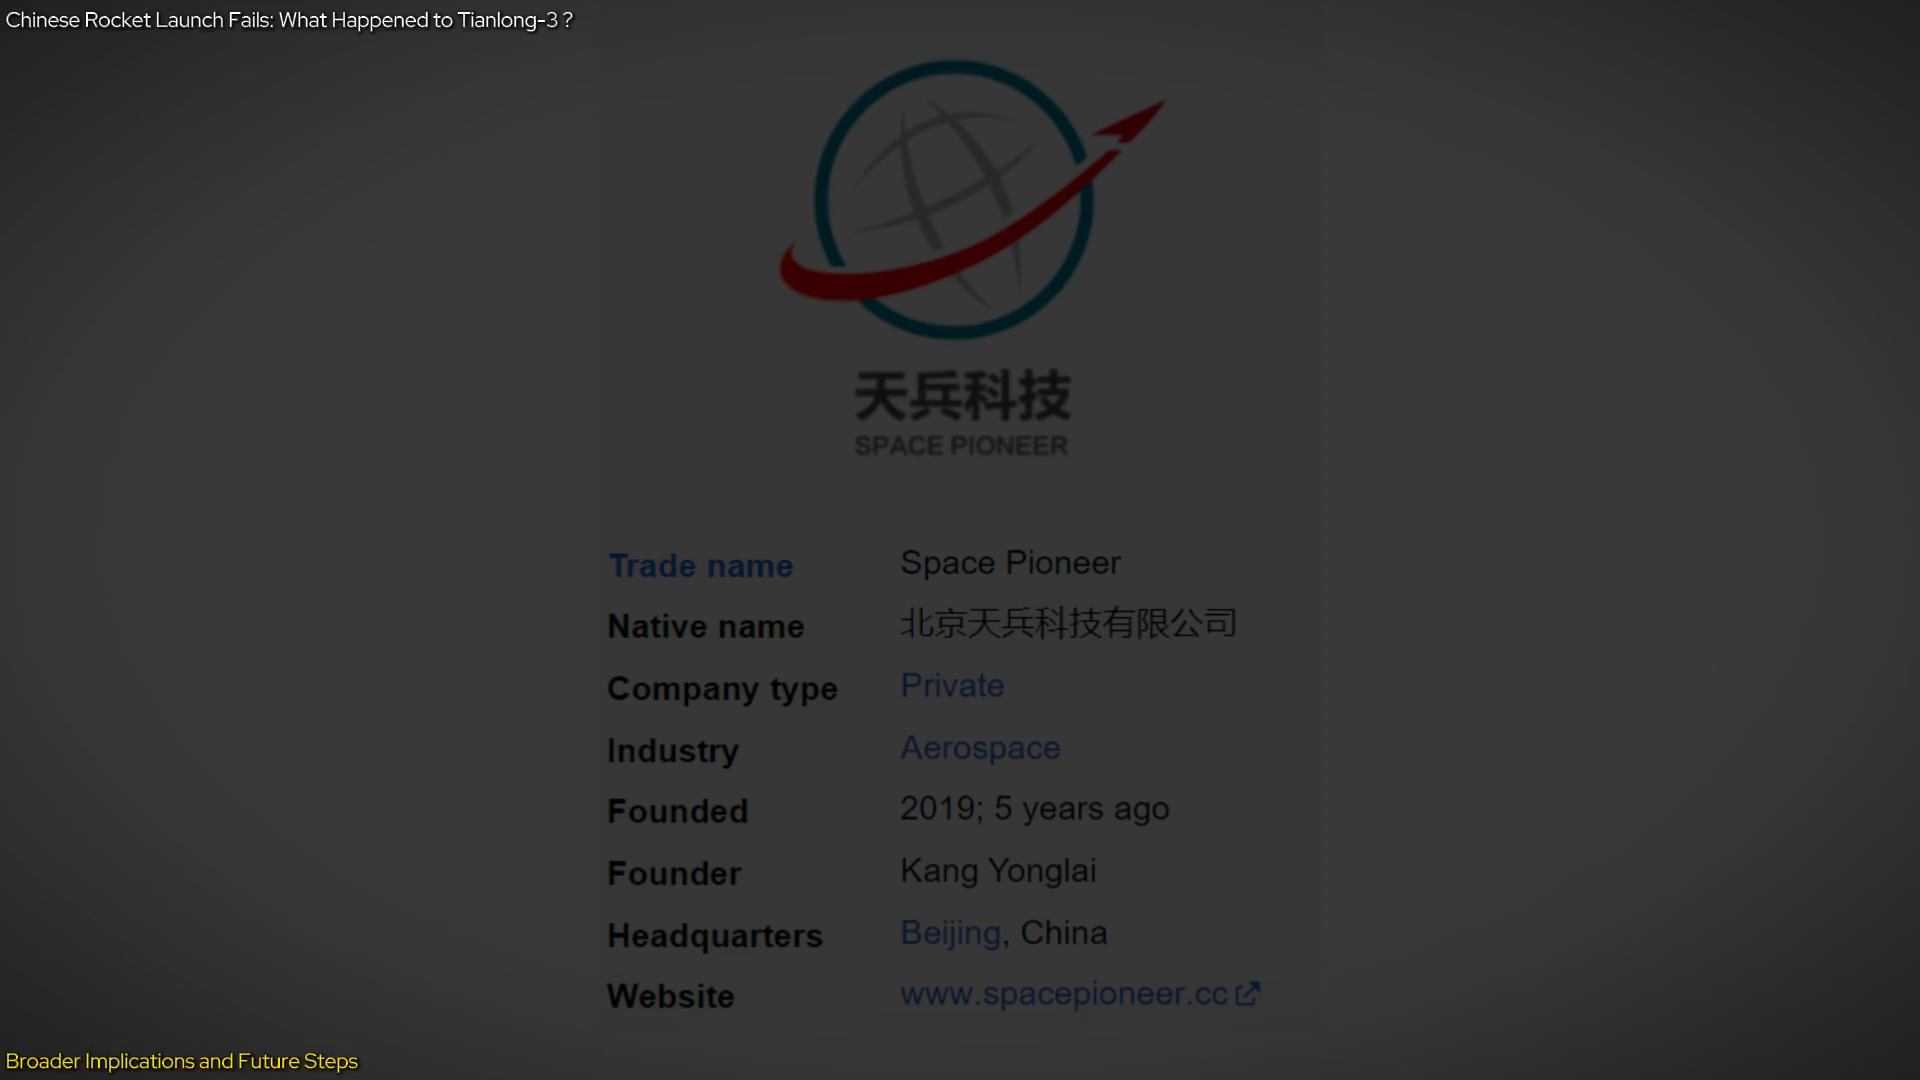 Chinese Rocket Launch Fails: What Happened to Tianlong-3 ?
天兵科技
SPACE PIONEER
Trade name Space Pioneer
Native name 北京天兵科技有限公司
Company type Private
Industry Aerospace
Founded 2019; 5 years ago
Founder Kang Yonglai
Headquarters Beijing, China
Website www.spacepioneer.cc
Broader Implications and Future Steps